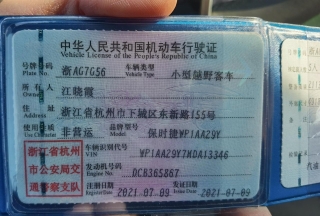 中华人民共和国机动车行驶证
Vehicle License of the People's Republic of China
号牌号码 浙AG7G56 车辆类型 小型越野客车
Plate No. Vehicle Type
所有人 江晓霞
Owner
住址 浙江省杭州市下城区东新路155号
Address
使用性质 非营运 品牌型号 保时捷WP1AA29Y
Use Character Model
浙江省杭州
市公安局交
通警察支队
车辆识别代号 WP1AA29Y7HDA13346
VIN
发动机号码 DCB365867
Engine No.
注册日期 2021-07-09 发证日期 2021-07-09
Register Date Issue Date